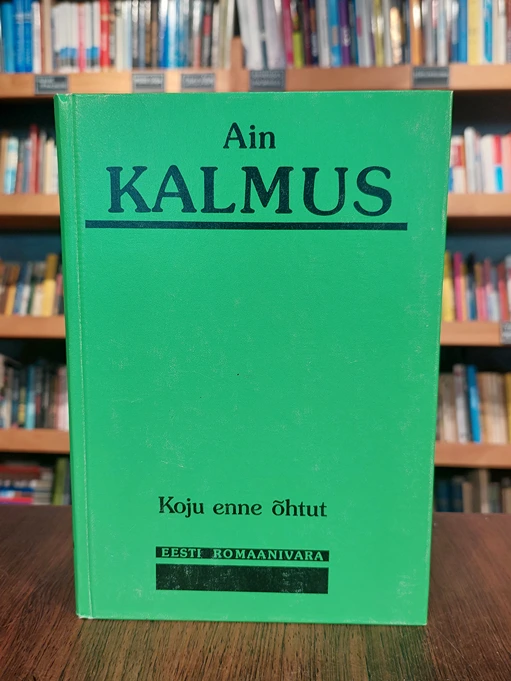 Ain
KALMUS
Koju enne õhtut
EESTI ROMAANIVARA